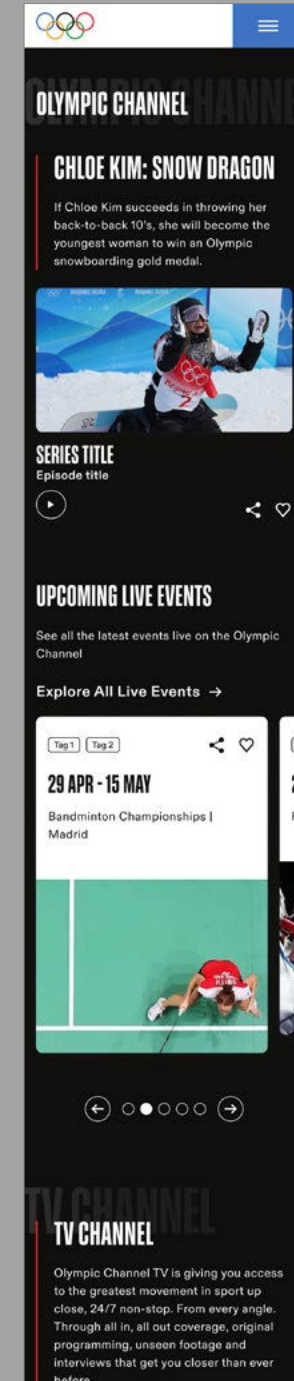 OLYMPIC CHANNEL
CHLOE KIM: SNOW DRAGON
If Chloe Kim succeeds in throwing her
back-to-back 10's, she will become the
youngest woman to win an Olympic
snowboarding gold medal.
SERIES TITLE
Episode title
UPCOMING LIVE EVENTS
See all the latest events live on the Olympic
Channel
Explore All Live Events →
Tag 1 Tag 2
29 APR - 15 MAY
Bandminton Championships |
Madrid
TV CHANNEL
TV CHANNEL
Olympic Channel TV is giving you access
to the greatest movement in sport up
close, 24/7 non-stop. From every angle.
Through all in, all out coverage, original
programming, unseen footage and
interviews that get you closer than ever
before